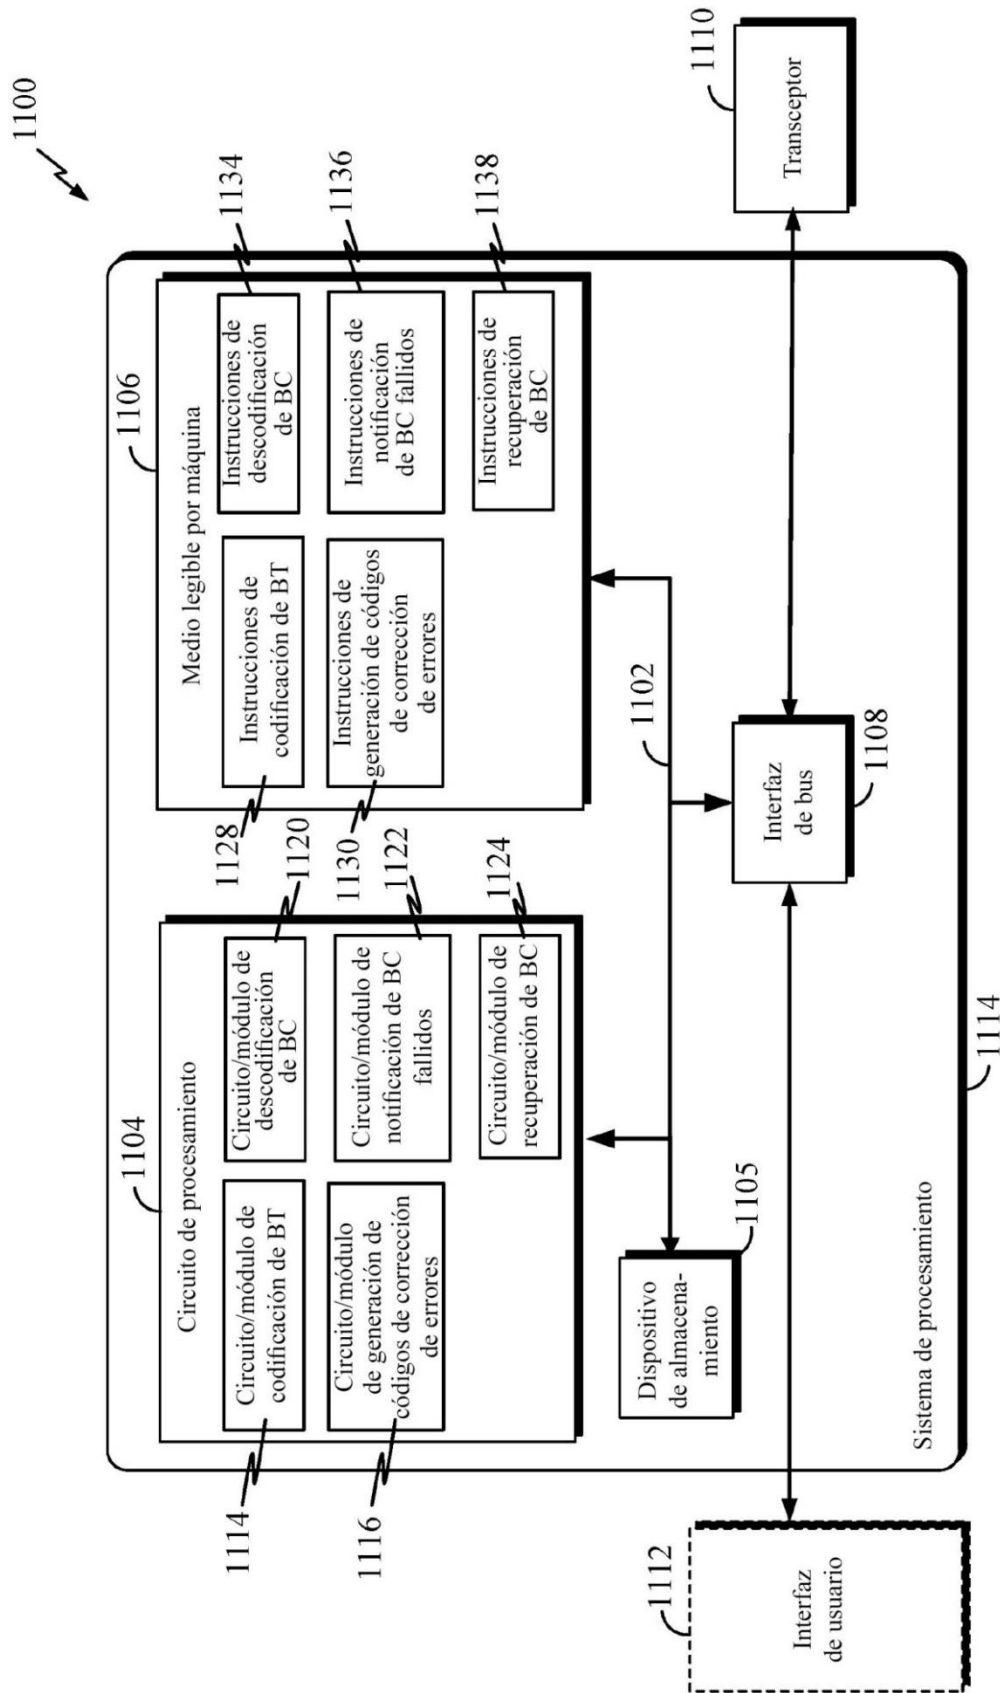 1100
1104
Circuito de procesamiento
1114
Circuito/módulo de
codificación de BT
1120
Circuito/módulo de
descodificación
de BC
1116
Circuito/módulo
de generación de
códigos de corrección
de errores
1122
Circuito/módulo de
notificación de BC
fallidos
1124
Circuito/módulo de
recuperación de BC
1106
Medio legible por máquina
1128
Instrucciones de
codificación de BT
1134
Instrucciones de
descodificación
de BC
1130
Instrucciones de
generación de códigos
de corrección
de errores
1136
Instrucciones de
notificación
de BC fallidos
1138
Instrucciones de
recuperación
de BC
1102
Dispositivo
de almacena-
miento
1105
Interfaz
de bus
1108
1110
Transceptor
1112
Interfaz
de usuario
Sistema de procesamiento
1114